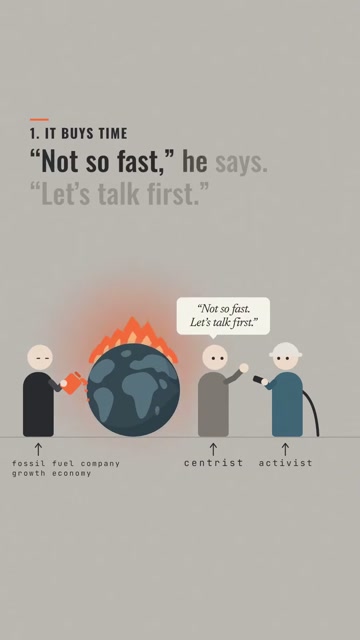 1. IT BUYS TIME
“Not so fast,” he says.
“Let’s talk first.”
“Not so fast.
Let’s talk first.”
fossil fuel company
growth economy
centrist
activist